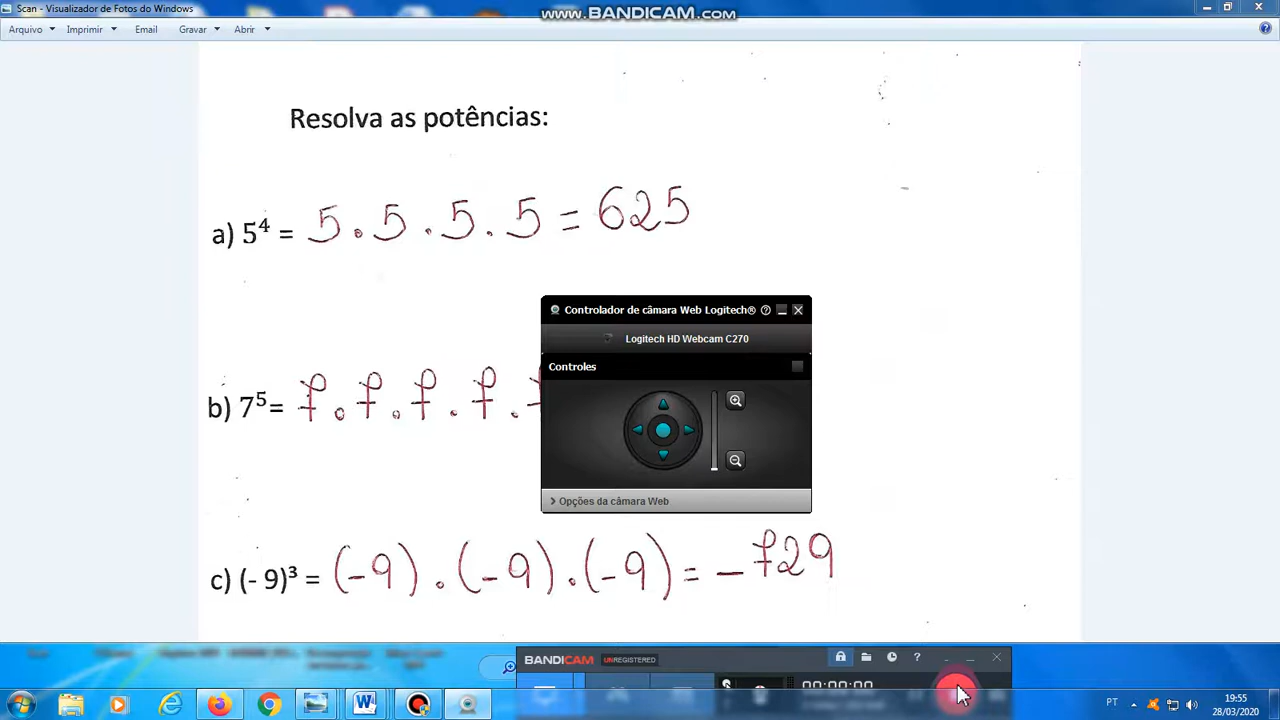 Scan - Visualizador de Fotos do Windows
www.BANDICAM.com
Arquivo Imprimir Email Gravar Abrir
Resolva as potências:
a) 5⁴ = 5 . 5 . 5 . 5 = 625
Controlador de câmara Web Logitech®
Logitech HD Webcam C270
Controles
b) 7⁵= 7 . 7 . 7 . 7 .
Opções da câmara Web
c) (- 9)³ = (-9) . (-9) . (-9) = -729
BANDICAM UNREGISTERED
00:00:00
PT
19:55
28/03/2020